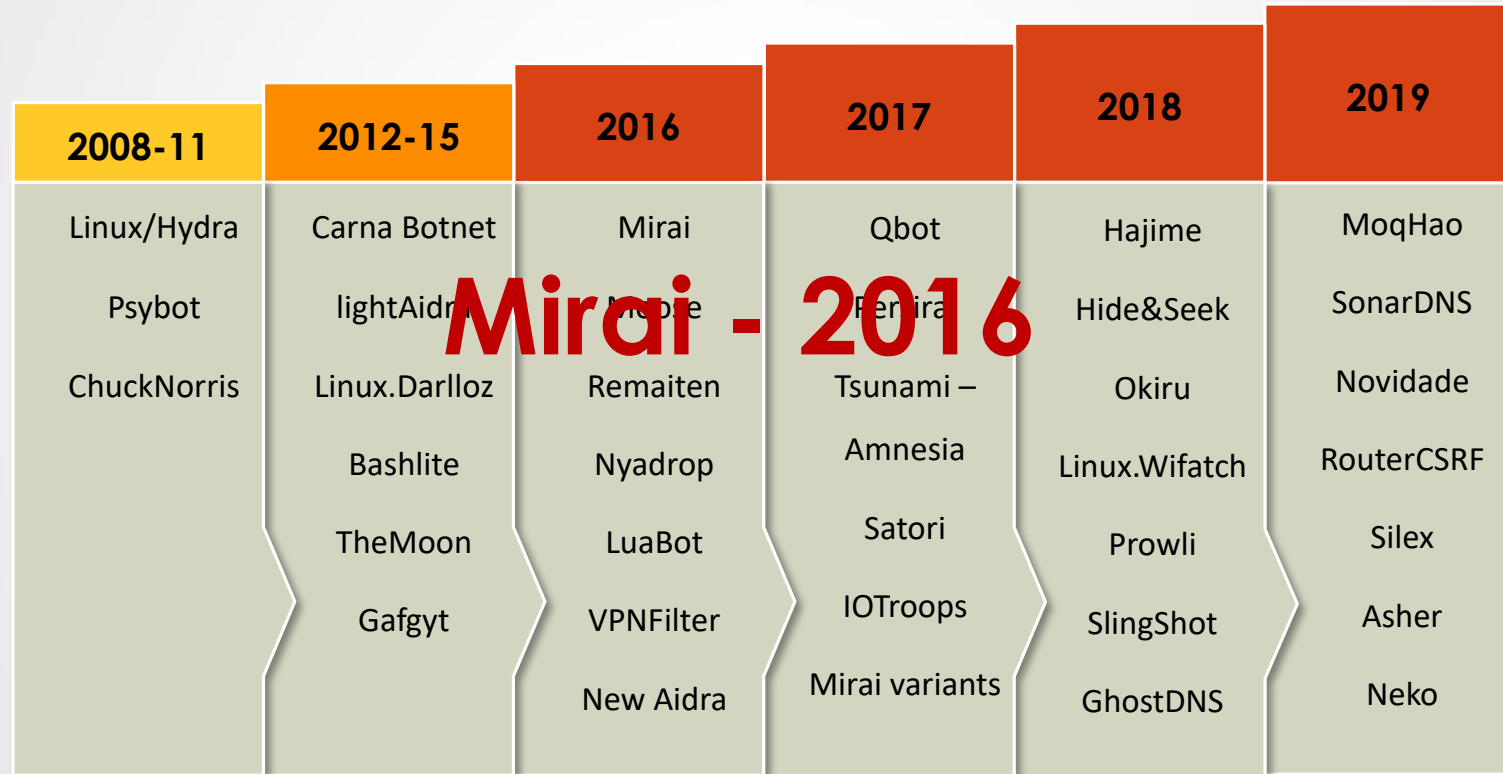 2008-11
Linux/Hydra
Psybot
ChuckNorris
2012-15
Carna Botnet
Linux.Darlloz
Bashlite
TheMoon
Gafgyt
2016
Mirai
Remaiten
Nyadrop
LuaBot
VPNFilter
New Aidra
2017
Qbot
Tsunami –
Amnesia
Satori
IOTroops
Mirai variants
2018
Hajime
Hide&Seek
Okiru
Linux.Wifatch
Prowli
SlingShot
GhostDNS
2019
MoqHao
SonarDNS
Novidade
RouterCSRF
Silex
Asher
Neko
Mirai - 2016